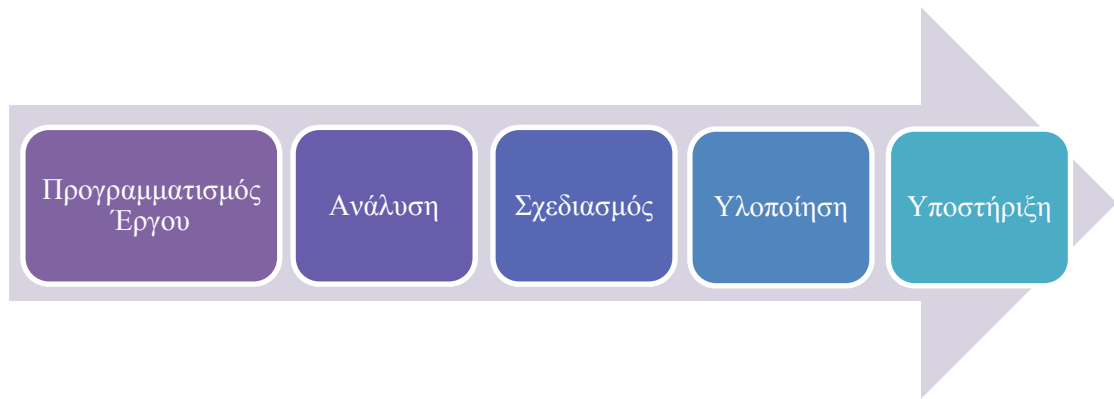 Προγραμματισμός
Έργου
Ανάλυση
Σχεδιασμός
Υλοποίηση
Υποστήριξη